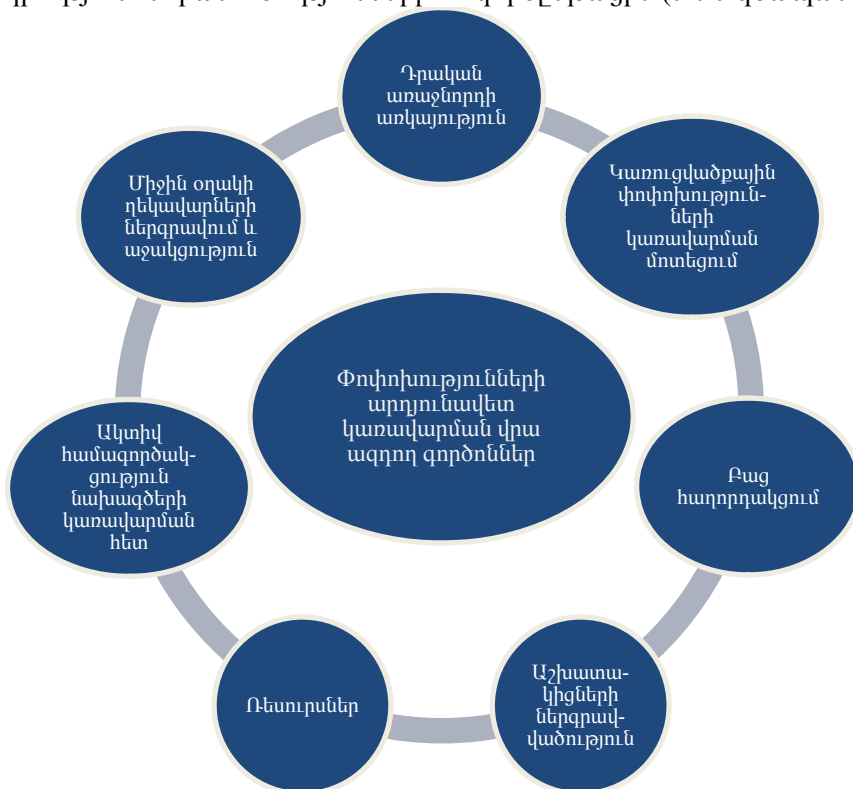 Դրական
առաջնորդի
առկայություն
Կառուցվածքային
փոփոխություն-
ների
կառավարման
մոտեցում
Բաց
հաղորդակցում
Աշխատա-
կիցների
ներգրավ-
վածություն
Ռեսուրսներ
Ակտիվ
համագործակ-
ցություն
նախագծերի
կառավարման
հետ
Միջին օղակի
ղեկավարների
ներգրավում և
աջակցություն
Փոփոխությունների
արդյունավետ
կառավարման վրա
ազդող գործոններ